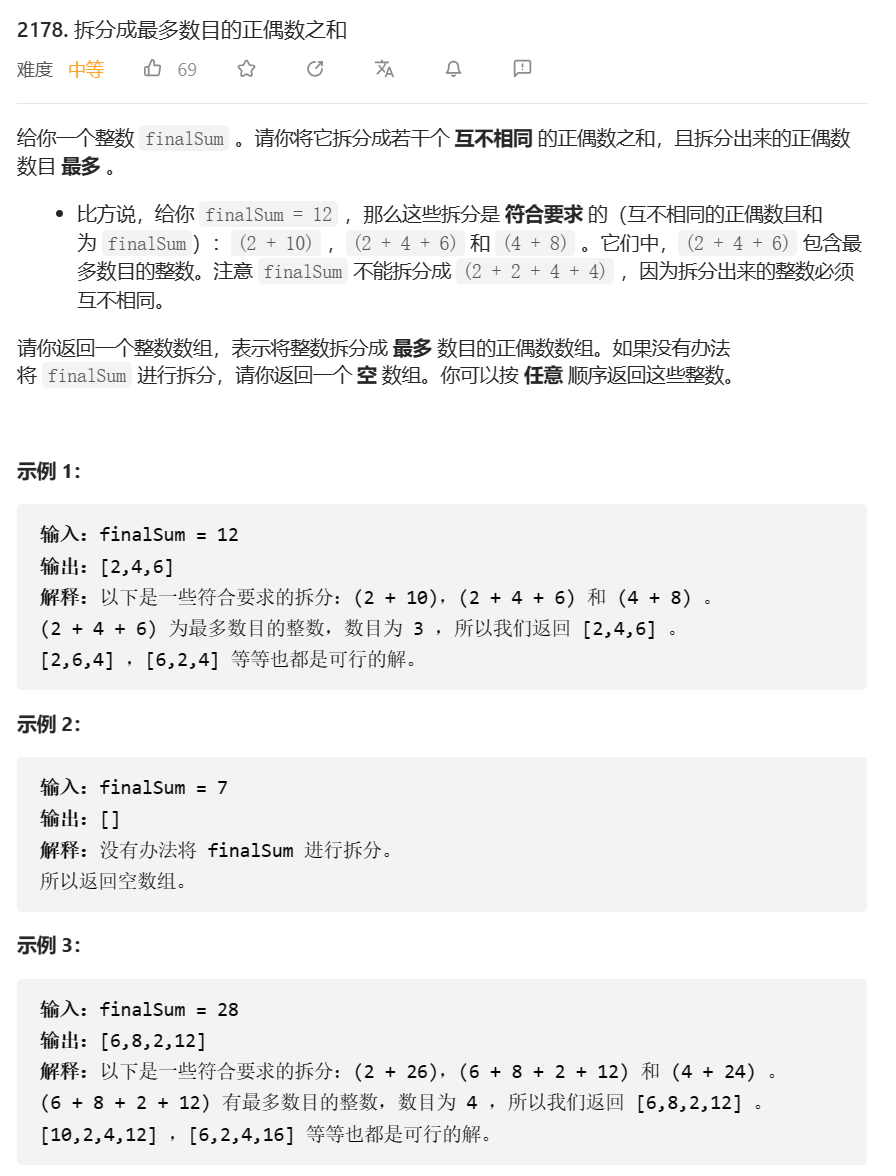 2178. 拆分成最多数目的正偶数之和
难度 中等 69
给你一个整数 finalSum 。请你将它拆分成若干个 互不相同 的正偶数之和，且拆分出来的正偶数
数目 最多 。
比方说，给你 finalSum = 12 ，那么这些拆分是 符合要求 的（互不相同的正偶数且和
为 finalSum）：(2 + 10) ，(2 + 4 + 6) 和 (4 + 8) 。它们中，(2 + 4 + 6) 包含最
多数目的整数。注意 finalSum 不能拆分成 (2 + 2 + 4 + 4) ，因为拆分出来的整数必须
互不相同。
请你返回一个整数数组，表示将整数拆分成 最多 数目的正偶数数组。如果没有办法
将 finalSum 进行拆分，请你返回一个 空 数组。你可以按 任意 顺序返回这些整数。
示例 1：
输入：finalSum = 12
输出：[2,4,6]
解释：以下是一些符合要求的拆分：(2 + 10)，(2 + 4 + 6) 和 (4 + 8) 。
(2 + 4 + 6) 为最多数目的整数，数目为 3 ，所以我们返回 [2,4,6] 。
[2,6,4] ，[6,2,4] 等等也都是可行的解。
示例 2：
输入：finalSum = 7
输出：[]
解释：没有办法将 finalSum 进行拆分。
所以返回空数组。
示例 3：
输入：finalSum = 28
输出：[6,8,2,12]
解释：以下是一些符合要求的拆分：(2 + 26)，(6 + 8 + 2 + 12) 和 (4 + 24) 。
(6 + 8 + 2 + 12) 有最多数目的整数，数目为 4 ，所以我们返回 [6,8,2,12] 。
[10,2,4,12] ，[6,2,4,16] 等等也都是可行的解。